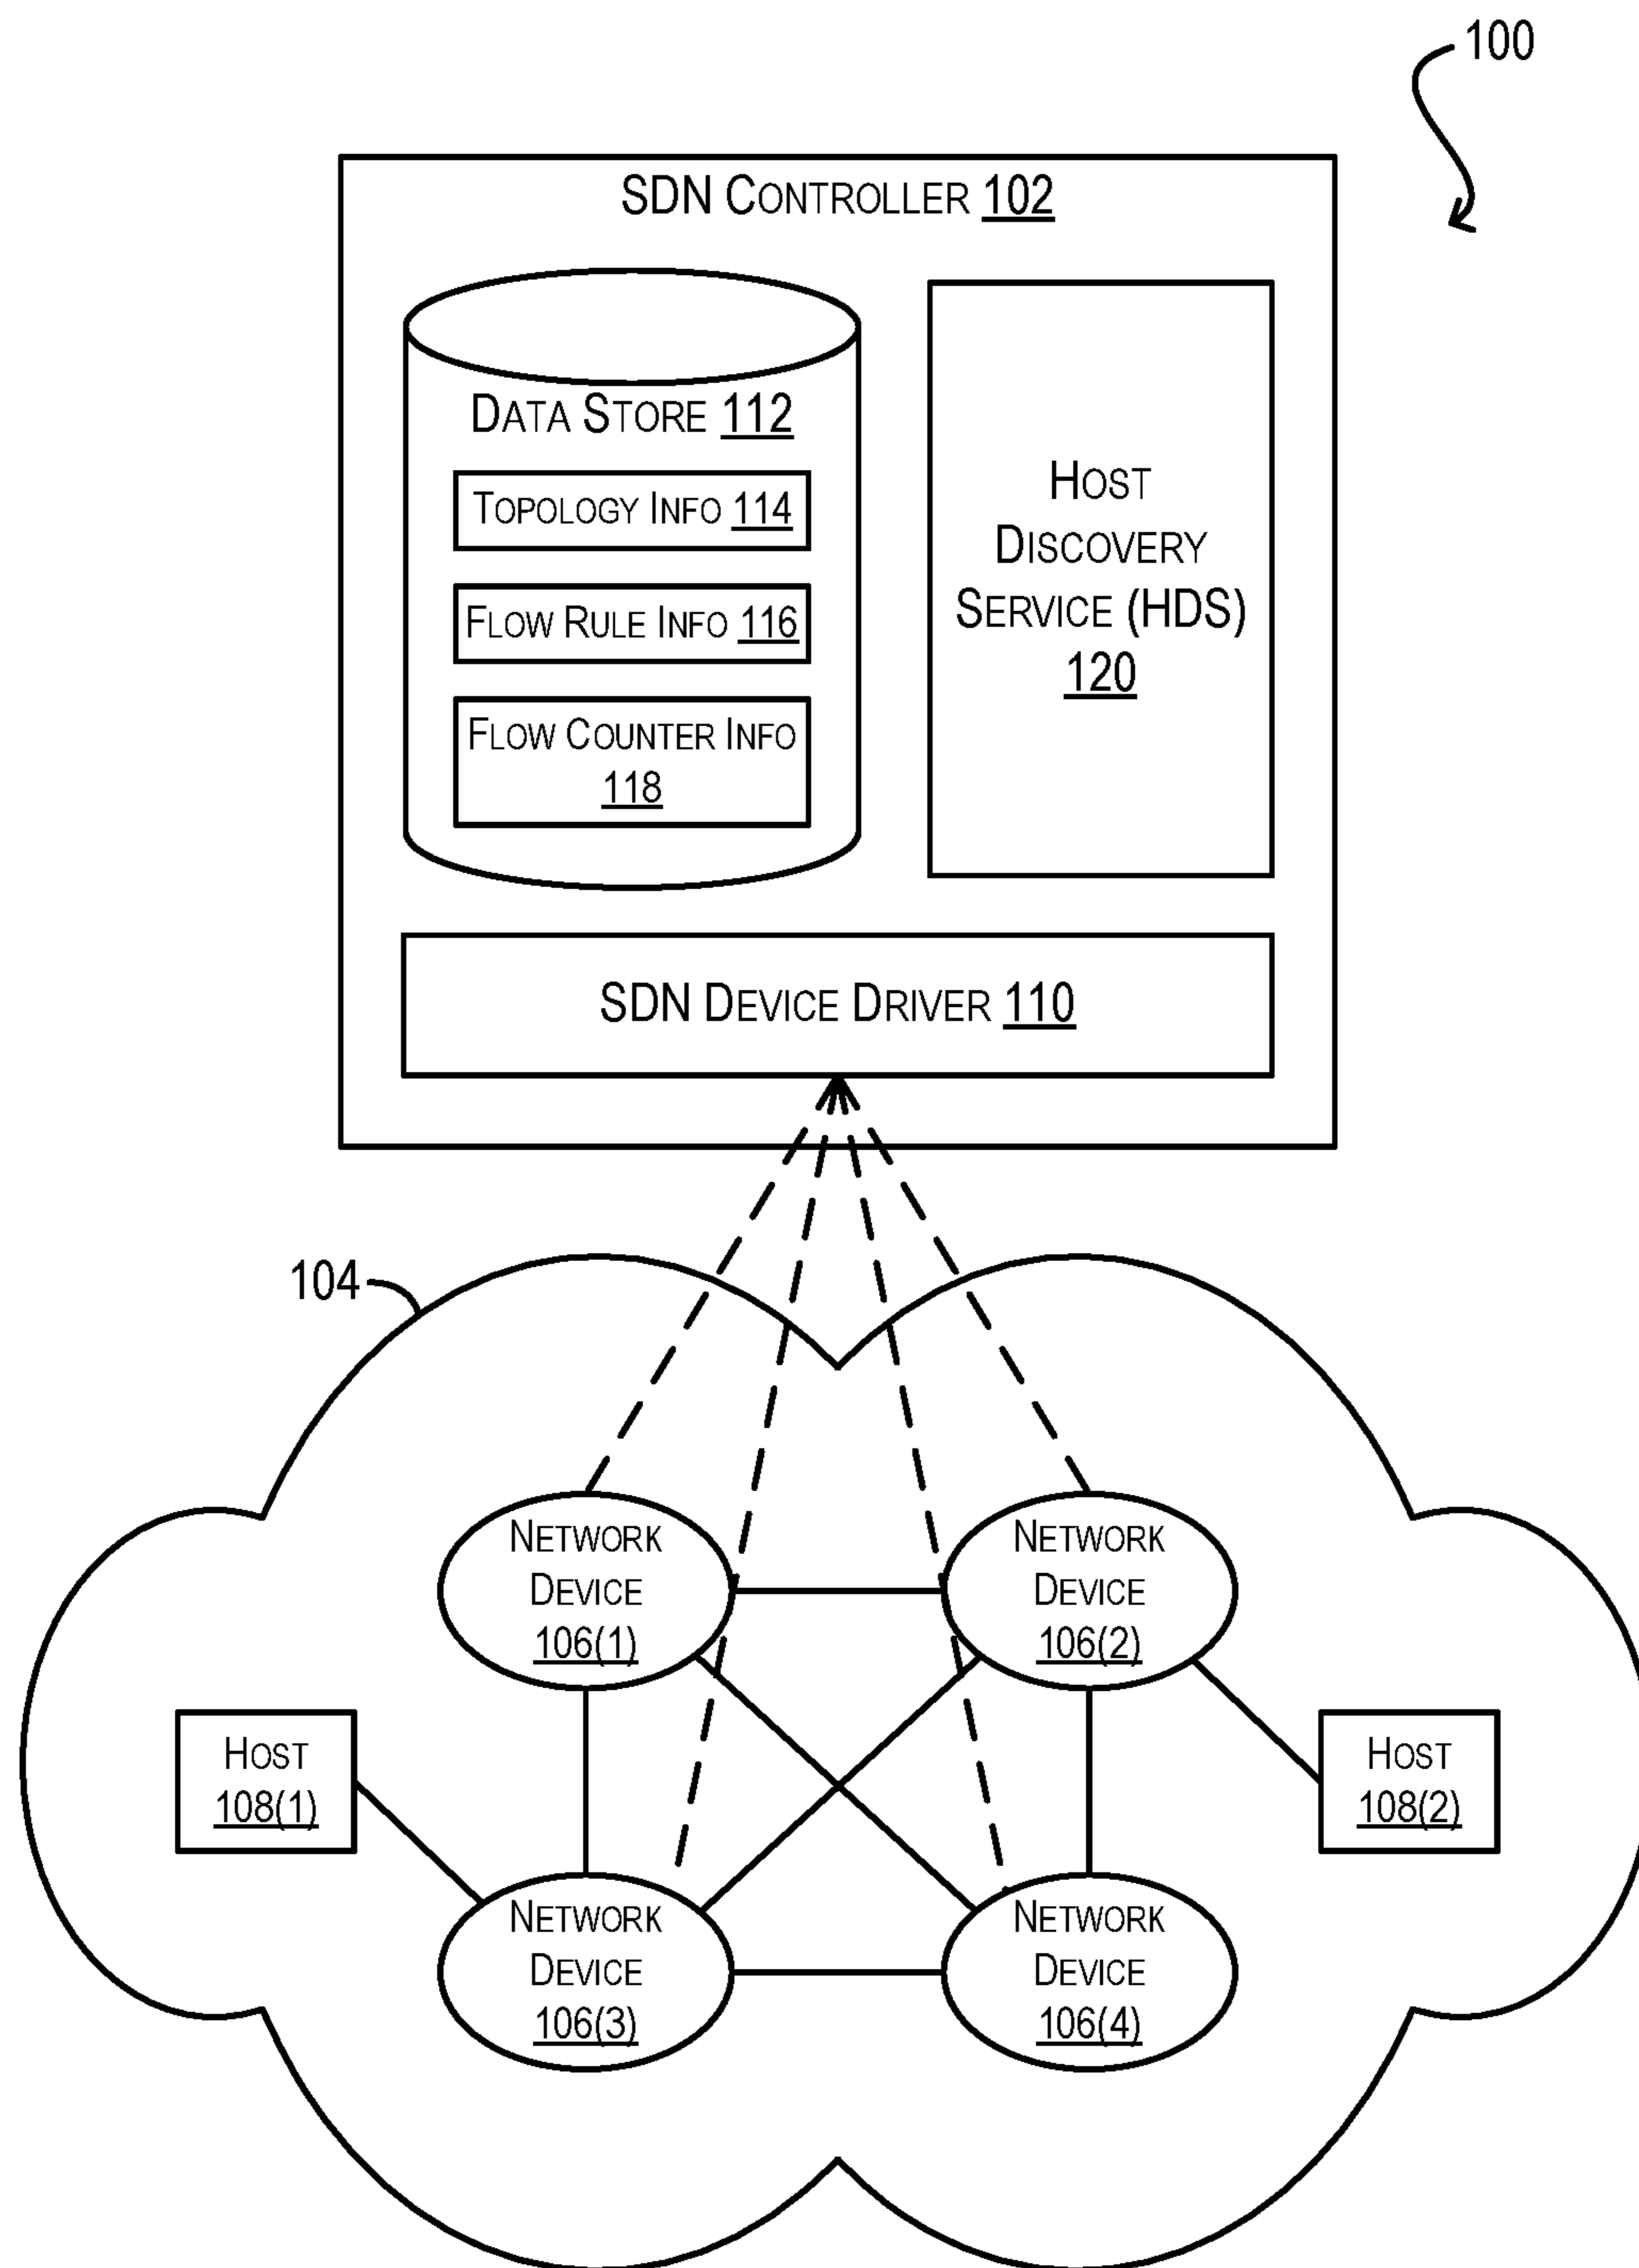 100
SDN CONTROLLER 102
DATA STORE 112
TOPOLOGY INFO 114
FLOW RULE INFO 116
FLOW COUNTER INFO
118
HOST
DISCOVERY
SERVICE (HDS)
120
SDN DEVICE DRIVER 110
104
NETWORK
DEVICE
106(1)
NETWORK
DEVICE
106(2)
HOST
108(1)
HOST
108(2)
NETWORK
DEVICE
106(3)
NETWORK
DEVICE
106(4)